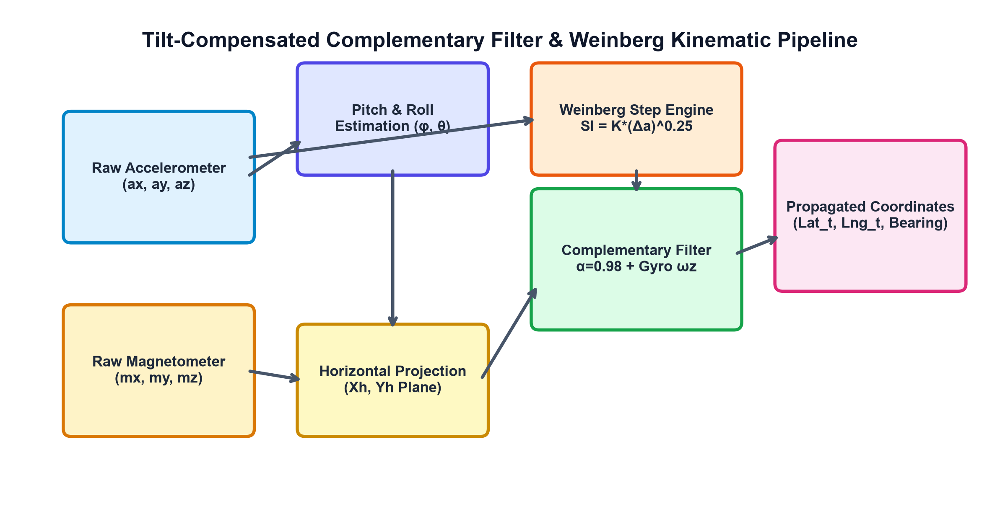 Tilt-Compensated Complementary Filter & Weinberg Kinematic Pipeline
Raw Accelerometer
(ax, ay, az)
Pitch & Roll
Estimation (φ, θ)
Weinberg Step Engine
Sl = K*(Δa)^0.25
Propagated Coordinates
(Lat_t, Lng_t, Bearing)
Complementary Filter
α=0.98 + Gyro ωz
Raw Magnetometer
(mx, my, mz)
Horizontal Projection
(Xh, Yh Plane)